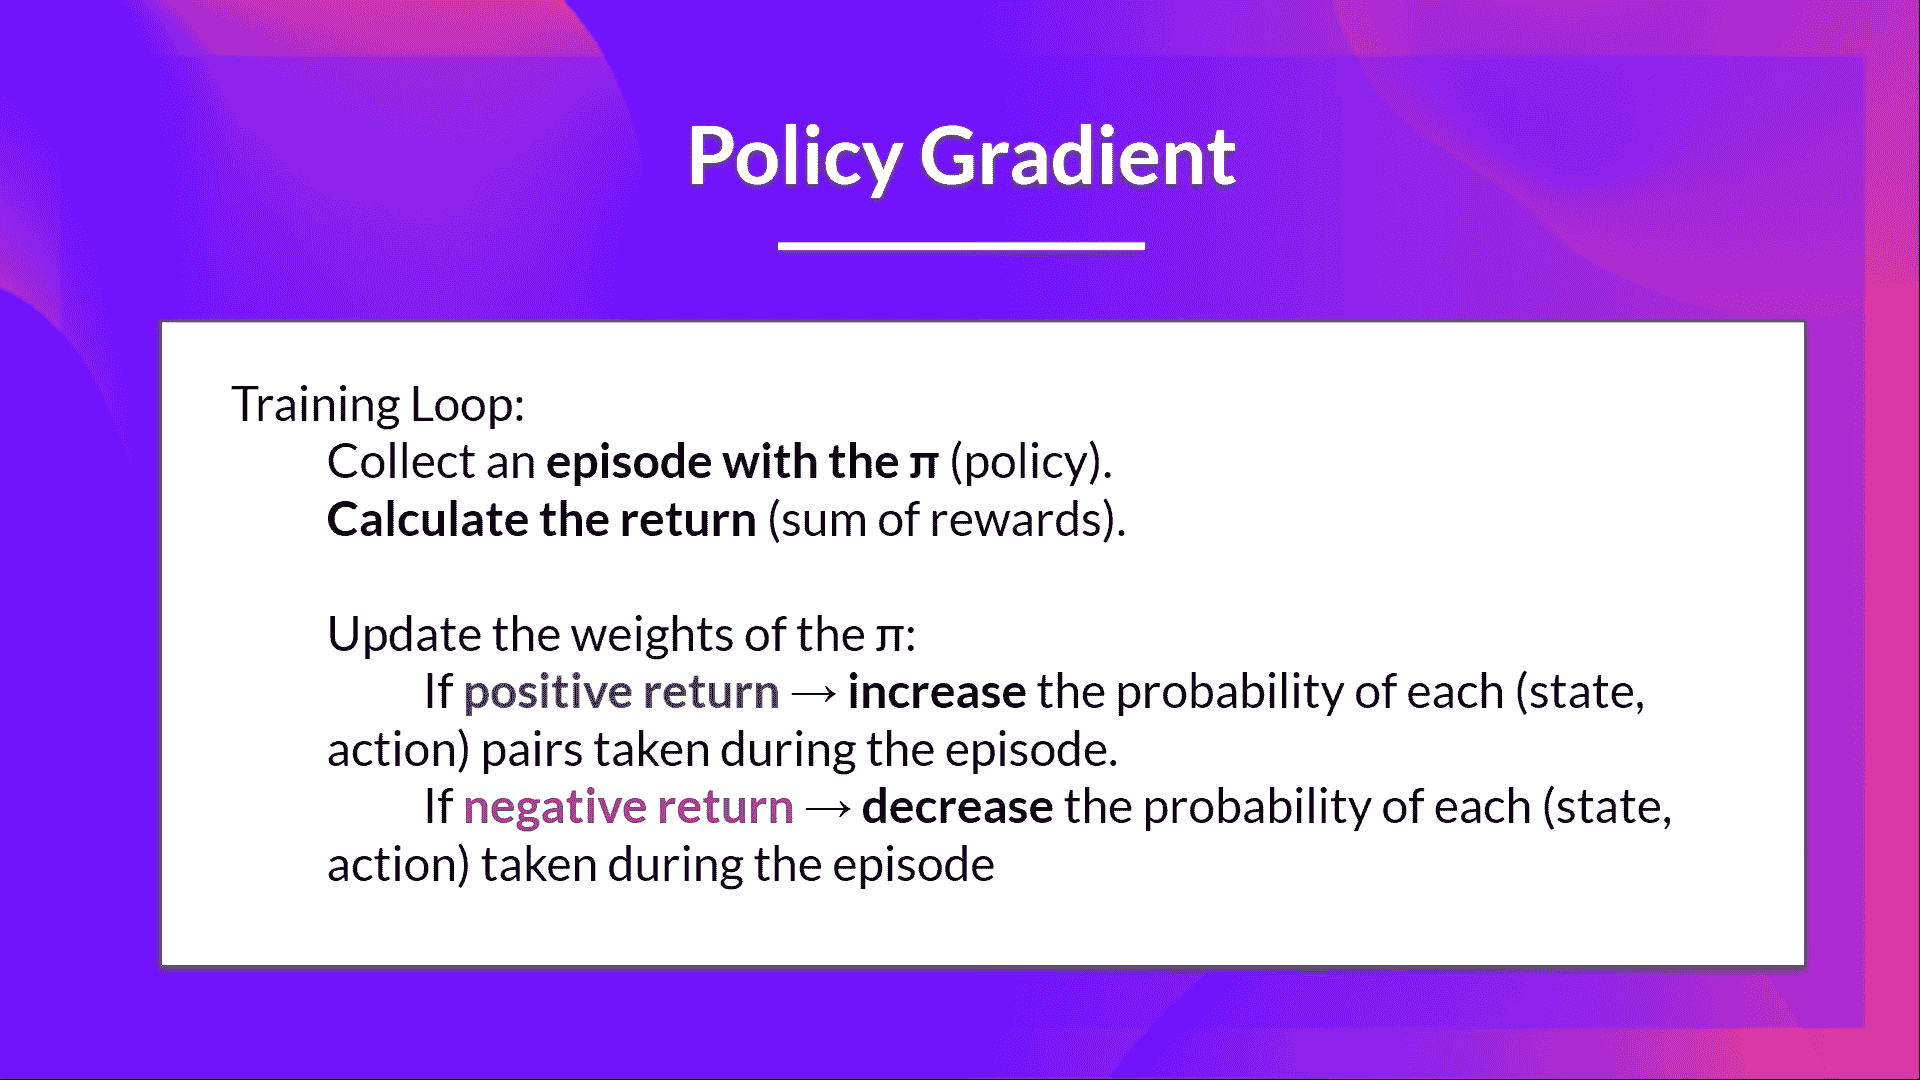 Policy Gradient
Training Loop:
Collect an episode with the π (policy).
Calculate the return (sum of rewards).
Update the weights of the π:
If positive return → increase the probability of each (state,
action) pairs taken during the episode.
If negative return → decrease the probability of each (state,
action) taken during the episode